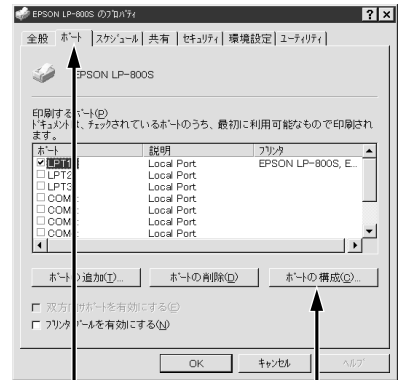 EPSON LP-800S のﾌﾟﾛﾊﾟﾃｨ
全般 ﾎﾟｰﾄ ｽｹｼﾞｭｰﾙ 共有 ｾｷｭﾘﾃｨ 環境設定 ﾕｰﾃｨﾘﾃｨ
EPSON LP-800S
印刷するﾎﾟｰﾄ(P)
ﾄﾞｷｭﾒﾝﾄは、ﾁｪｯｸされているﾎﾟｰﾄのうち、最初に利用可能なもので印刷され
ます。
ﾎﾟｰﾄ 説明 ﾌﾟﾘﾝﾀ
LPT1: Local Port EPSON LP-800S, E...
LPT2 Local Port
LPT3 Local Port
COM Local Port
COM Local Port
COM Local Port
ﾎﾟｰﾄの追加(T)... ﾎﾟｰﾄの削除(D) ﾎﾟｰﾄの構成(C)...
双方向ｻﾎﾟｰﾄを有効にする(E)
ﾌﾟﾘﾝﾀ ﾌﾟｰﾙを有効にする(N)
OK ｷｬﾝｾﾙ ﾍﾙﾌﾟ